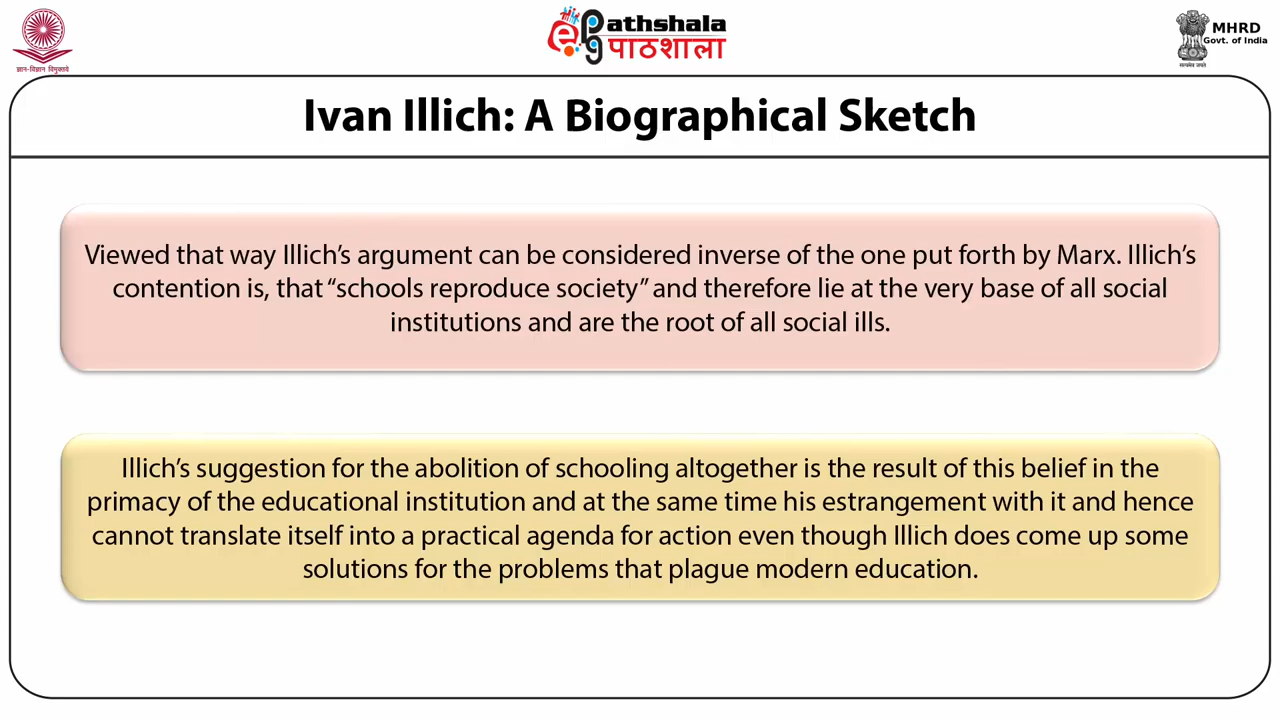 ज्ञान-विज्ञान विमुक्तये
ePG Pathshala
पाठशाला
MHRD
Govt. of India
सत्यमेव जयते
Ivan Illich: A Biographical Sketch
Viewed that way Illich’s argument can be considered inverse of the one put forth by Marx. Illich’s
contention is, that “schools reproduce society” and therefore lie at the very base of all social
institutions and are the root of all social ills.
Illich’s suggestion for the abolition of schooling altogether is the result of this belief in the
primacy of the educational institution and at the same time his estrangement with it and hence
cannot translate itself into a practical agenda for action even though Illich does come up some
solutions for the problems that plague modern education.